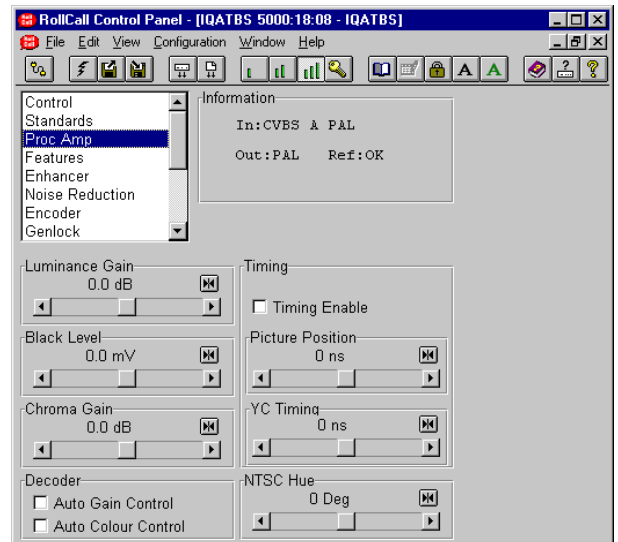 RollCall Control Panel - [IQATBS 5000:18:08 - IQATBS]
File Edit View Configuration Window Help
A A
Control
Standards
Proc Amp
Features
Enhancer
Noise Reduction
Encoder
Genlock
Information
In:CVBS A PAL
Out:PAL Ref:OK
Luminance Gain
0.0 dB
Black Level
0.0 mV
Chroma Gain
0.0 dB
Decoder
Auto Gain Control
Auto Colour Control
Timing
Timing Enable
Picture Position
0 ns
YC Timing
0 ns
NTSC Hue
0 Deg